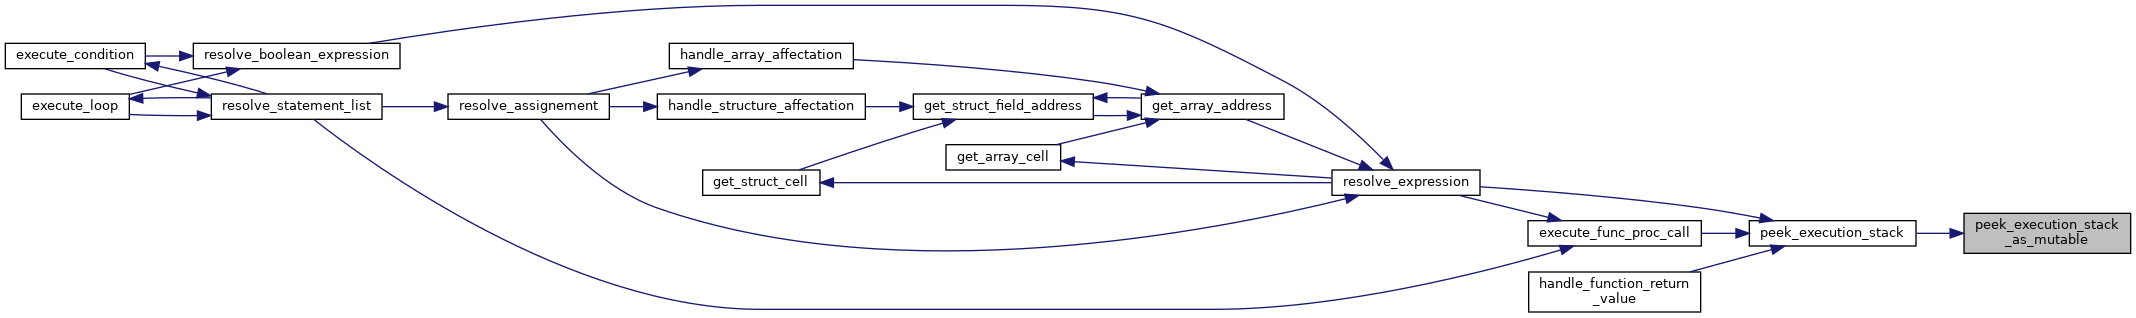 execute_condition
resolve_boolean_expression
handle_array_affectation
execute_loop
resolve_statement_list
resolve_assignement
handle_structure_affectation
get_struct_field_address
get_array_address
get_array_cell
get_struct_cell
resolve_expression
execute_func_proc_call
peek_execution_stack
peek_execution_stack
_as_mutable
handle_function_return
_value